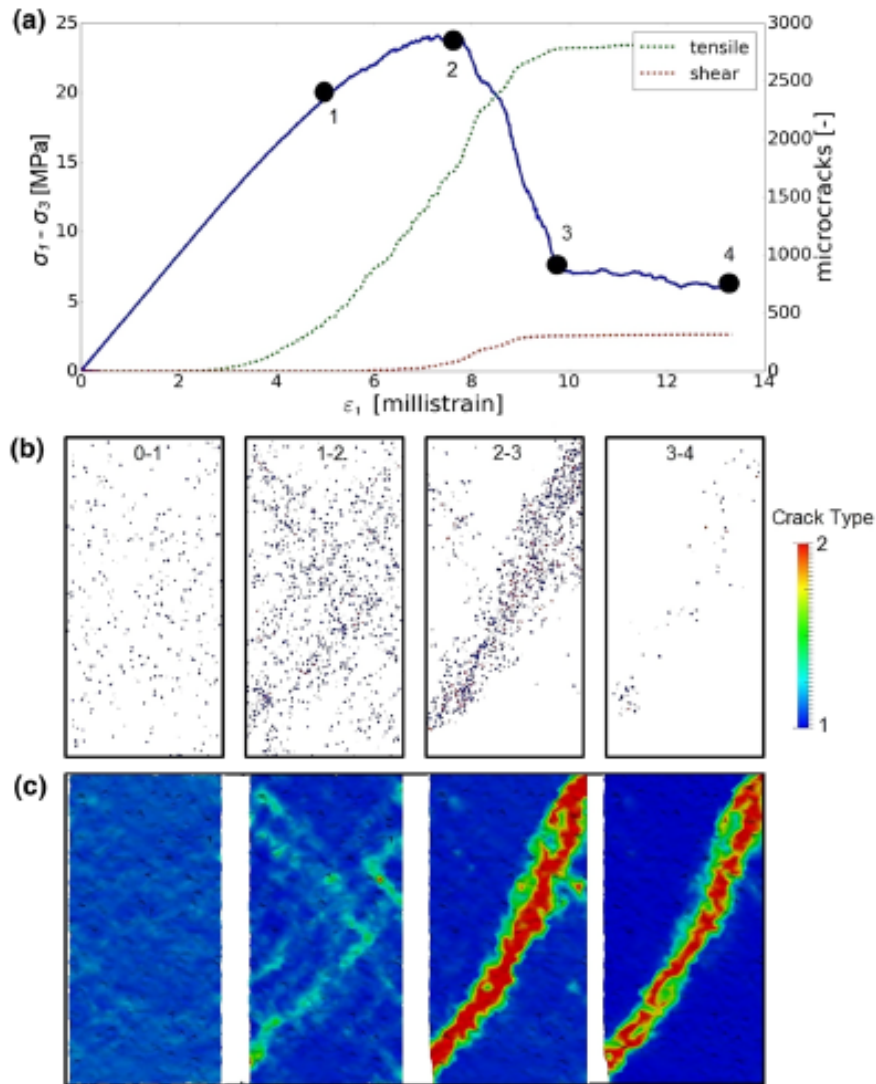 (a)
25
20
15
10
5
0
σ₁ - σ₃ [MPa]
3000
2500
2000
1500
1000
500
0
microcracks [-]
tensile
shear
1
2
3
4
0 2 4 6 8 10 12 14
ε₁ [millistrain]
(b)
0-1 1-2 2-3 3-4
Crack Type
2
1
(c)